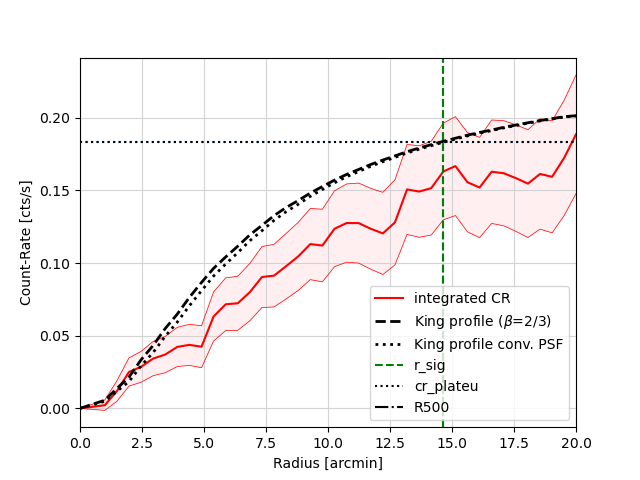 0.20
0.15
0.10
0.05
0.00
Count-Rate [cts/s]
integrated CR
King profile (β=2/3)
King profile conv. PSF
r_sig
cr_plateu
R500
0.0 2.5 5.0 7.5 10.0 12.5 15.0 17.5 20.0
Radius [arcmin]